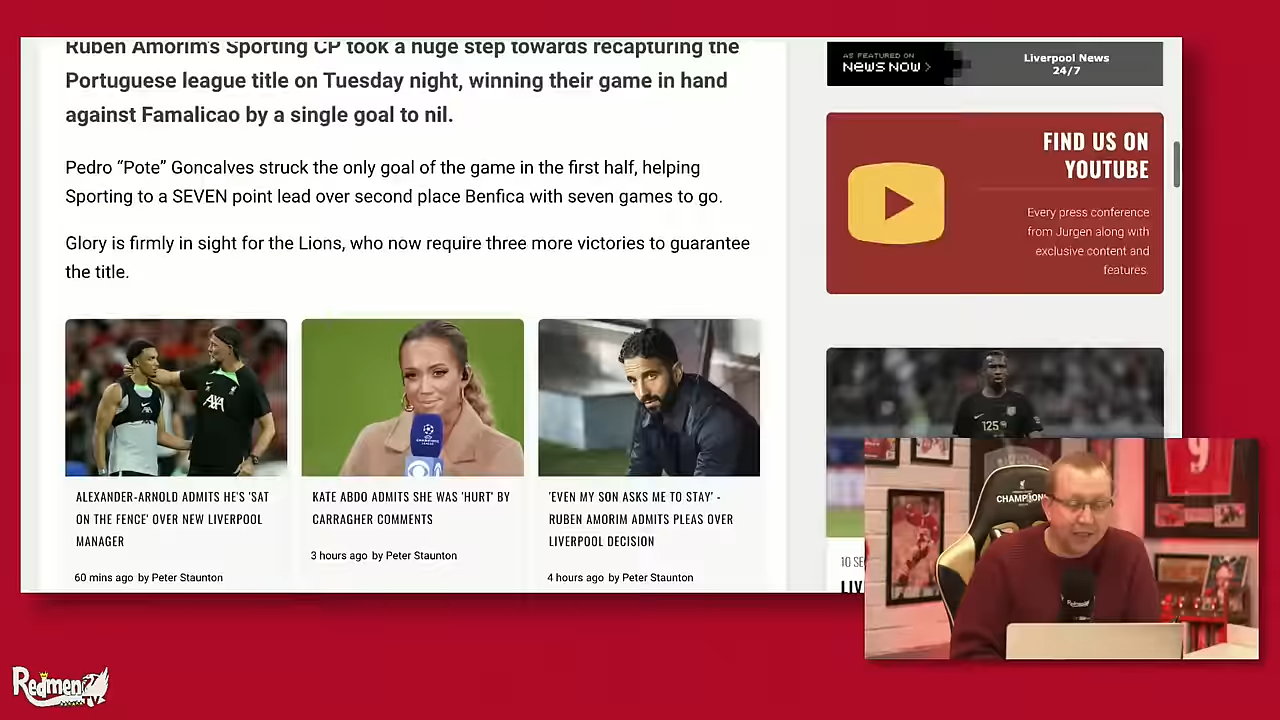 Ruben Amorim's Sporting CP took a huge step towards recapturing the
Portuguese league title on Tuesday night, winning their game in hand
against Famalicao by a single goal to nil.
Pedro “Pote” Goncalves struck the only goal of the game in the first half, helping
Sporting to a SEVEN point lead over second place Benfica with seven games to go.
Glory is firmly in sight for the Lions, who now require three more victories to guarantee
the title.
ALEXANDER-ARNOLD ADMITS HE'S 'SAT
ON THE FENCE' OVER NEW LIVERPOOL
MANAGER
60 mins ago by Peter Staunton
KATE ABDO ADMITS SHE WAS 'HURT' BY
CARRAGHER COMMENTS
3 hours ago by Peter Staunton
'EVEN MY SON ASKS ME TO STAY' -
RUBEN AMORIM ADMITS PLEAS OVER
LIVERPOOL DECISION
4 hours ago by Peter Staunton
AS FEATURED ON
NEWS NOW >
Liverpool News
24/7
FIND US ON
YOUTUBE
Every press conference
from Jurgen along with
exclusive content and
features.
125
10 SE
LIV
AXA
CHAMPIONS
9
Redmen
Redmen
TV